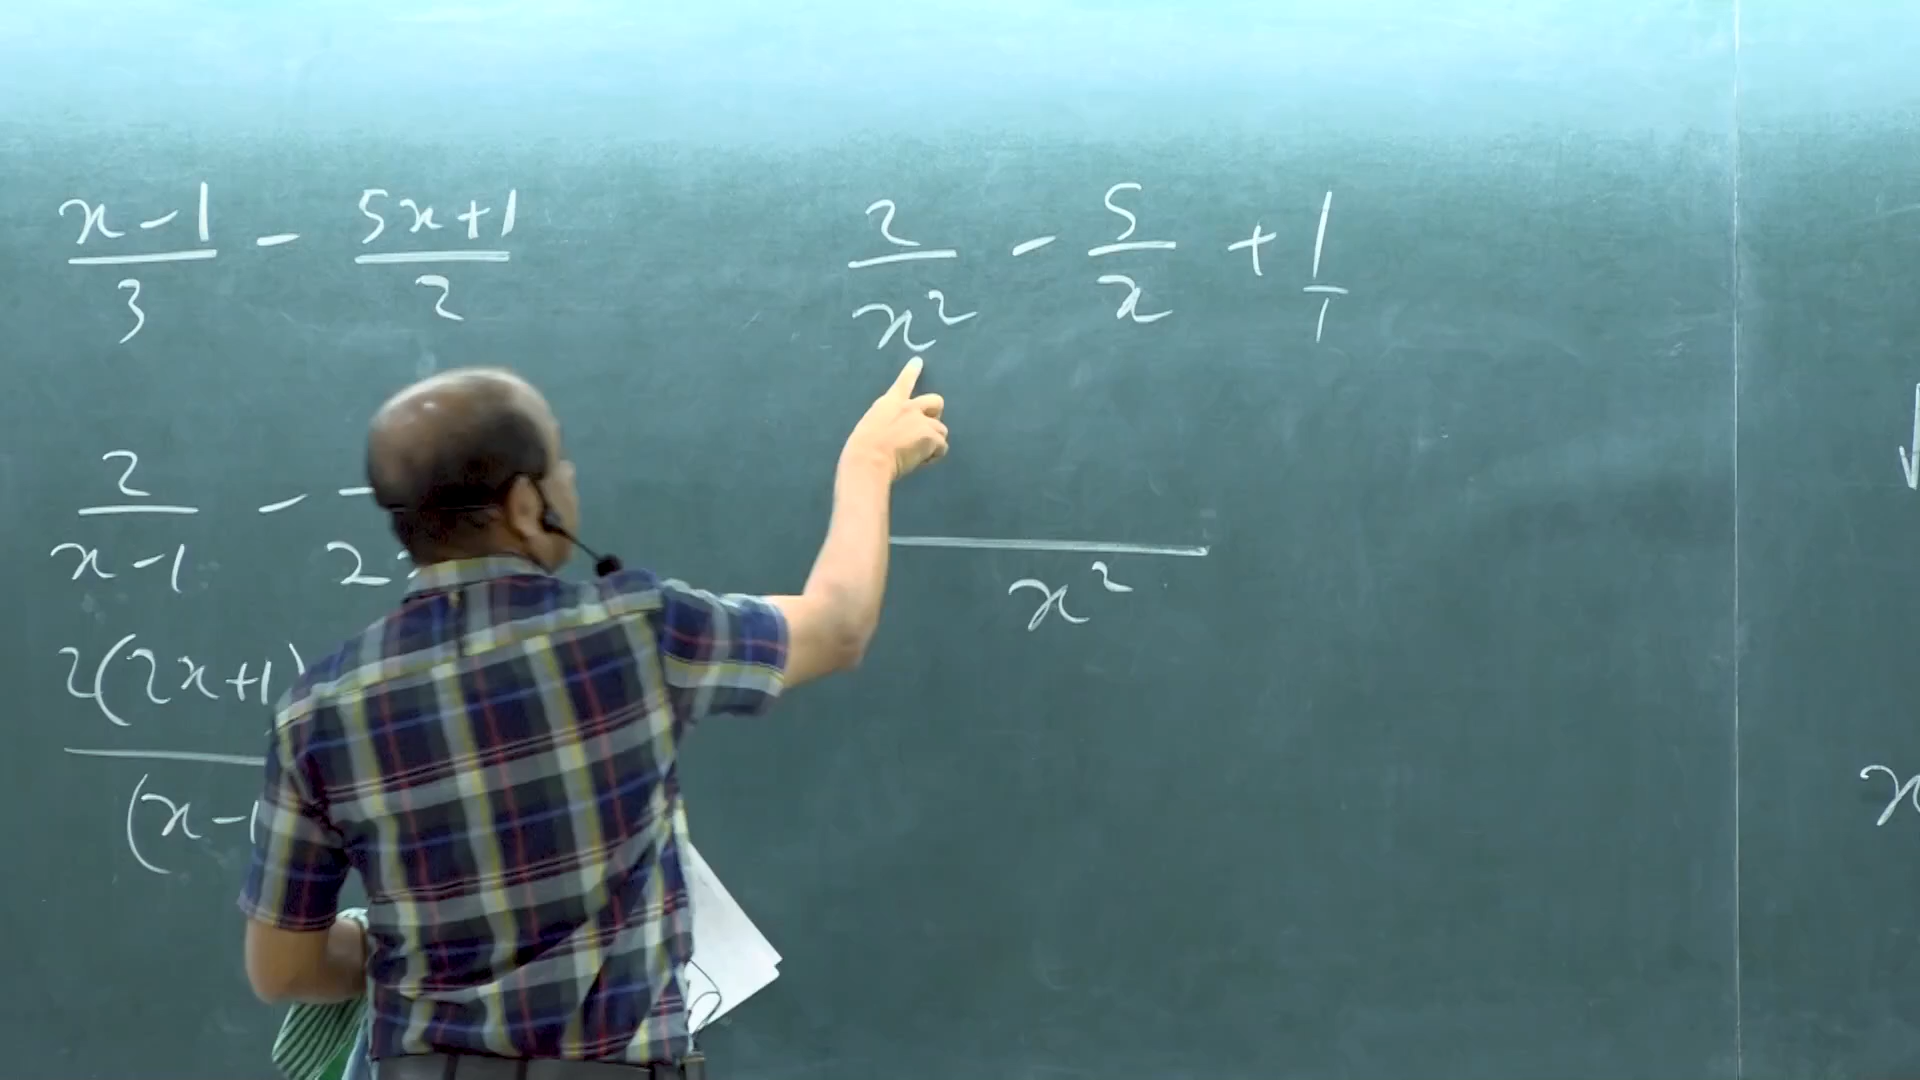 x-1 / 3 - 5x+1 / 2
2 / x-1 - 2
2(2x+1)
(x-1
2 / x² - 5 / x + 1 / 1
x²
x